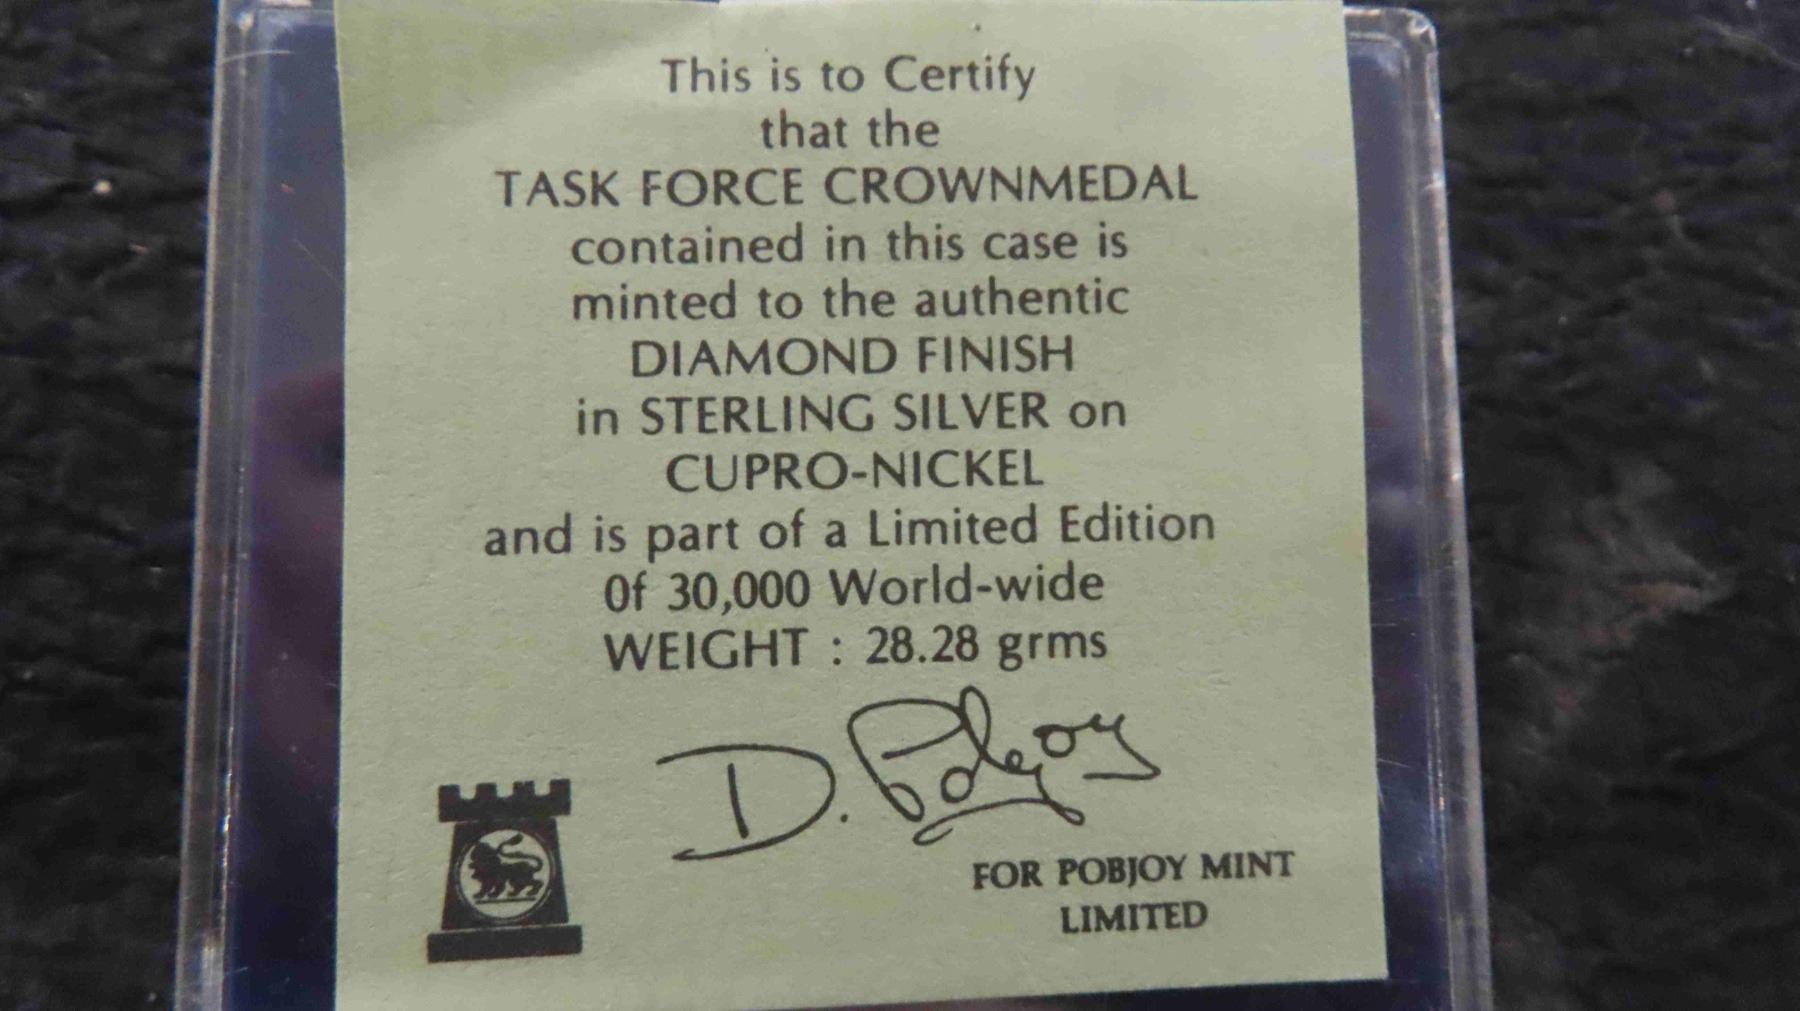 This is to Certify
that the
TASK FORCE CROWNMEDAL
contained in this case is
minted to the authentic
DIAMOND FINISH
in STERLING SILVER on
CUPRO-NICKEL
and is part of a Limited Edition
Of 30,000 World-wide
WEIGHT : 28.28 grms
D. Pobjoy
FOR POBJOY MINT
LIMITED